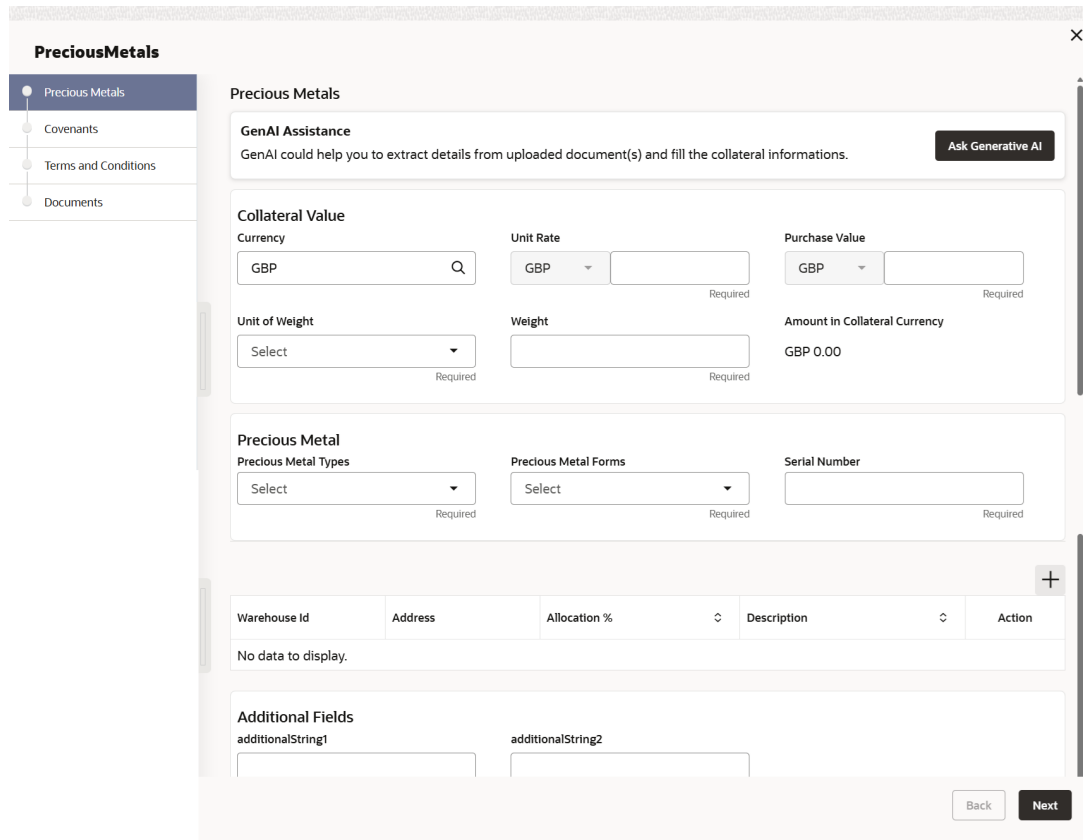 PreciousMetals
Precious Metals
Covenants
Terms and Conditions
Documents
Precious Metals
GenAI Assistance
GenAI could help you to extract details from uploaded document(s) and fill the collateral informations.
Ask Generative AI
Collateral Value
Currency Unit Rate Purchase Value
GBP GBP GBP
Required Required
Unit of Weight Weight Amount in Collateral Currency
Select GBP 0.00
Required Required
Precious Metal
Precious Metal Types Precious Metal Forms Serial Number
Select Select
Required Required Required
Warehouse Id Address Allocation % Description Action
No data to display.
Additional Fields
additionalString1 additionalString2
Back Next